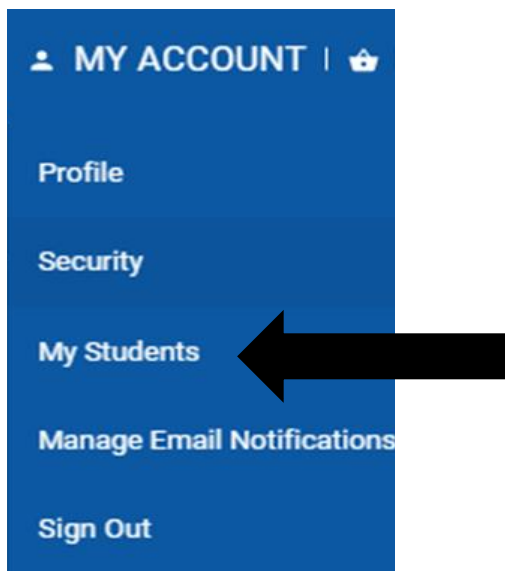 MY ACCOUNT |
Profile
Security
My Students
Manage Email Notifications
Sign Out